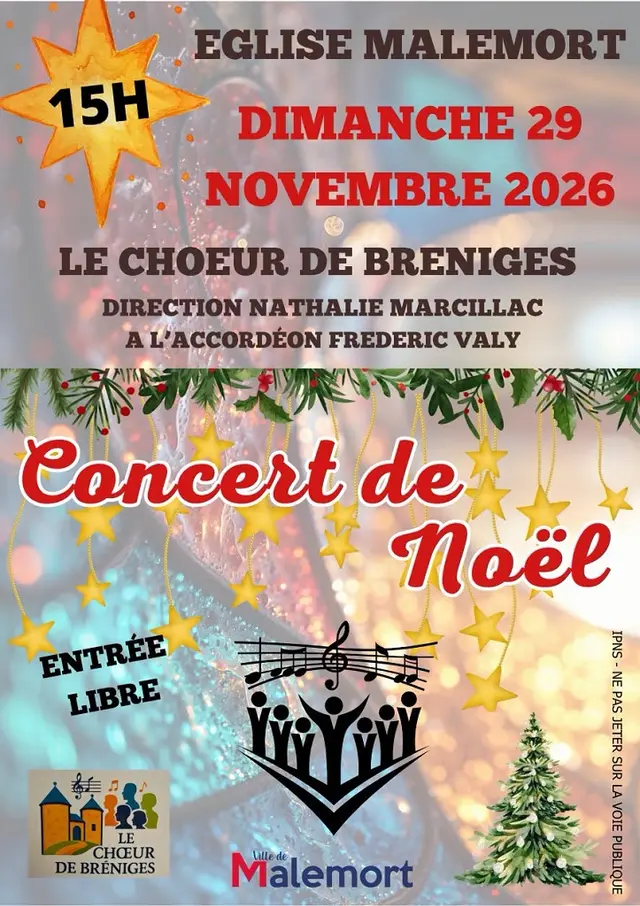 15H
EGLISE MALEMORT
DIMANCHE 29
NOVEMBRE 2026
LE CHOEUR DE BRENIGES
DIRECTION NATHALIE MARCILLAC
A L'ACCORDÉON FREDERIC VALY
Concert de
Noël
ENTRÉE
LIBRE
IPNS - NE PAS JETER SUR LA VOIE PUBLIQUE
LE
CHŒUR
DE BRÉNIGES
Ville de
Malemort